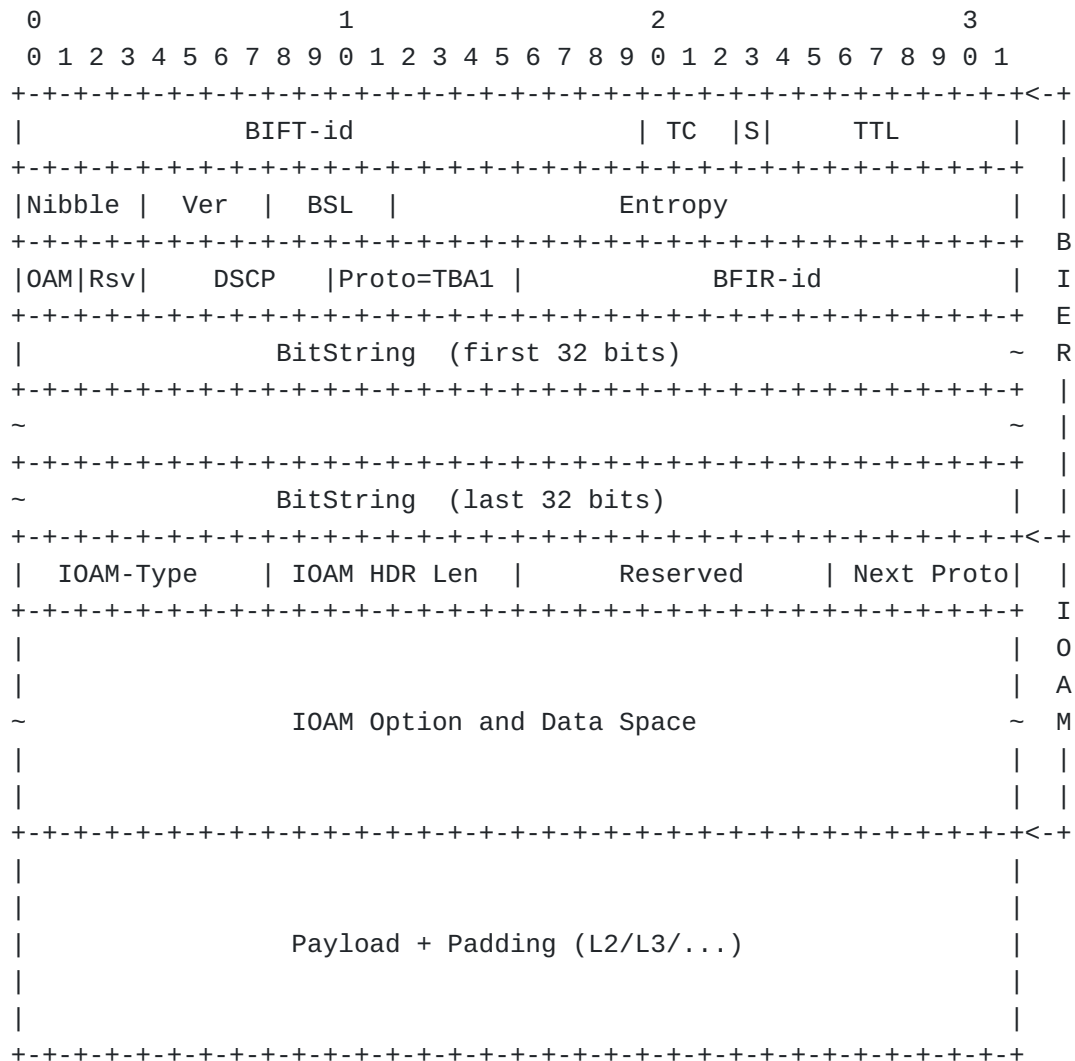 0                   1                   2                   3
 0 1 2 3 4 5 6 7 8 9 0 1 2 3 4 5 6 7 8 9 0 1 2 3 4 5 6 7 8 9 0 1
+-+-+-+-+-+-+-+-+-+-+-+-+-+-+-+-+-+-+-+-+-+-+-+-+-+-+-+-+-+-+-+-+<-+
|              BIFT-id                  | TC  |S|     TTL       |  |
+-+-+-+-+-+-+-+-+-+-+-+-+-+-+-+-+-+-+-+-+-+-+-+-+-+-+-+-+-+-+-+-+  |
|Nibble |  Ver  |  BSL  |              Entropy                  |  |
+-+-+-+-+-+-+-+-+-+-+-+-+-+-+-+-+-+-+-+-+-+-+-+-+-+-+-+-+-+-+-+-+  B
|OAM|Rsv|    DSCP   |Proto=TBA1 |            BFIR-id            |  I
+-+-+-+-+-+-+-+-+-+-+-+-+-+-+-+-+-+-+-+-+-+-+-+-+-+-+-+-+-+-+-+-+  E
|                BitString  (first 32 bits)                     ~  R
+-+-+-+-+-+-+-+-+-+-+-+-+-+-+-+-+-+-+-+-+-+-+-+-+-+-+-+-+-+-+-+-+  |
~                                                               ~  |
+-+-+-+-+-+-+-+-+-+-+-+-+-+-+-+-+-+-+-+-+-+-+-+-+-+-+-+-+-+-+-+-+  |
~                BitString  (last 32 bits)                      |  |
+-+-+-+-+-+-+-+-+-+-+-+-+-+-+-+-+-+-+-+-+-+-+-+-+-+-+-+-+-+-+-+-+<-+
|  IOAM-Type    | IOAM HDR Len  |      Reserved     | Next Proto|  |
+-+-+-+-+-+-+-+-+-+-+-+-+-+-+-+-+-+-+-+-+-+-+-+-+-+-+-+-+-+-+-+-+  I
|                                                               |  O
|                                                               |  A
~                 IOAM Option and Data Space                    ~  M
|                                                               |  |
|                                                               |  |
+-+-+-+-+-+-+-+-+-+-+-+-+-+-+-+-+-+-+-+-+-+-+-+-+-+-+-+-+-+-+-+-+<-+
|                                                               |
|                                                               |
|                 Payload + Padding (L2/L3/...)                 |
|                                                               |
|                                                               |
+-+-+-+-+-+-+-+-+-+-+-+-+-+-+-+-+-+-+-+-+-+-+-+-+-+-+-+-+-+-+-+-+